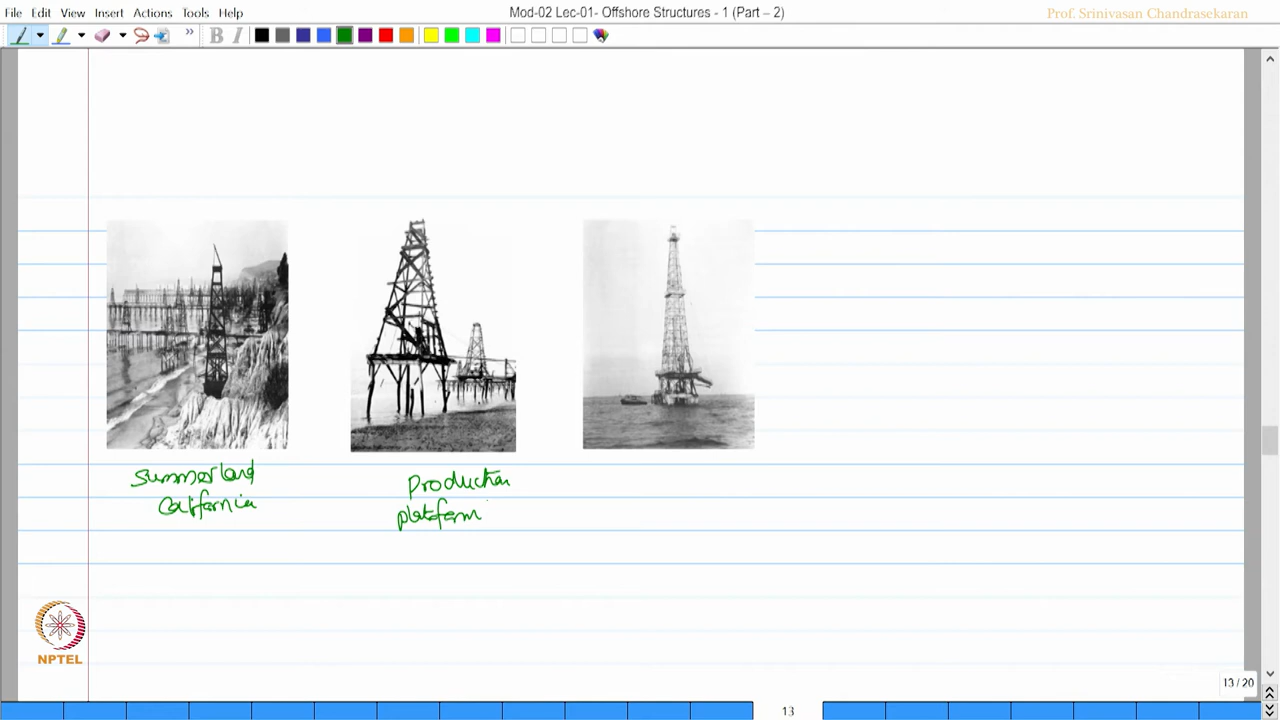 File Edit View Insert Actions Tools Help
Mod-02 Lec-01- Offshore Structures - 1 (Part – 2)
Prof. Srinivasan Chandrasekaran
B I
Summerland
California
Production
platform
NPTEL
13 / 20
13